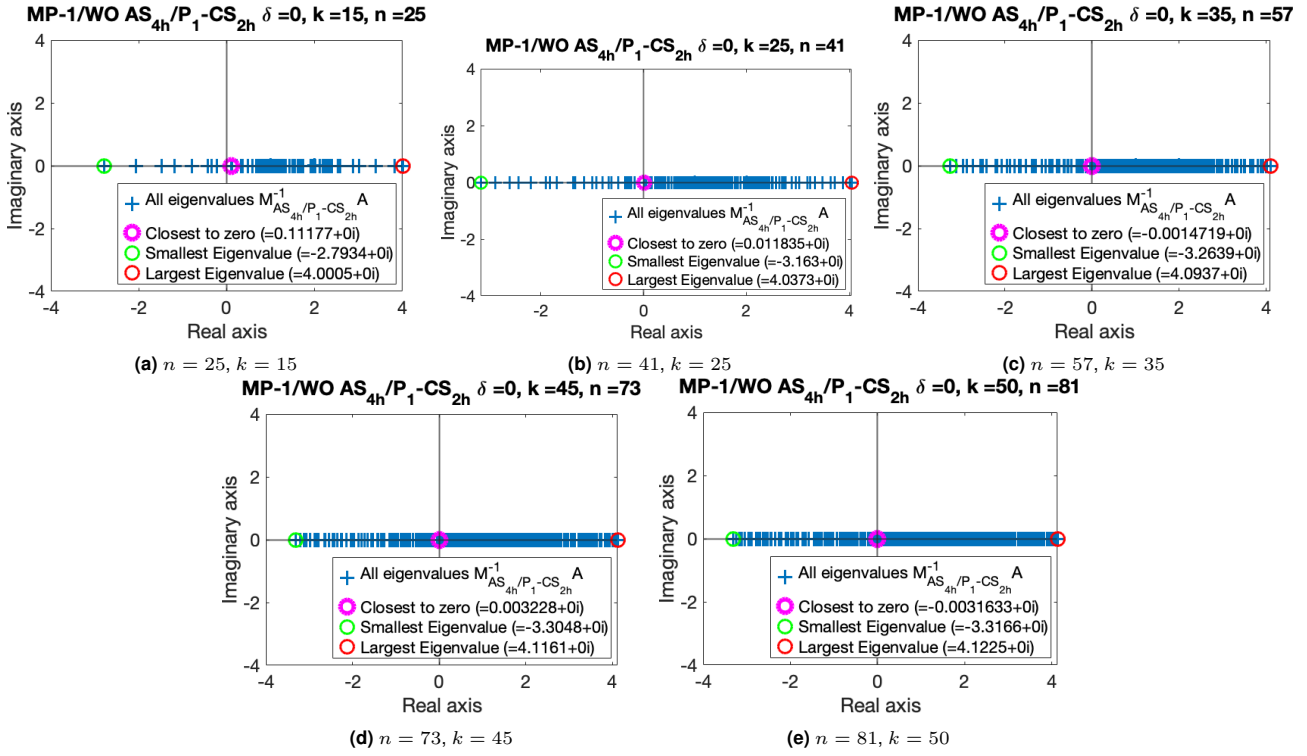 MP-1/WO AS4h/P1-CS2h δ =0, k =15, n =25
4
2
0
-2
-4
-4
-2
0
2
4
Imaginary axis
Real axis
All eigenvalues M-1AS4h/P1-CS2h A
Closest to zero (=0.11177+0i)
Smallest Eigenvalue (=-2.7934+0i)
Largest Eigenvalue (=4.0005+0i)
(a) n = 25, k = 15
MP-1/WO AS4h/P1-CS2h δ =0, k =25, n =41
4
2
0
-2
-4
-2
0
2
4
Imaginary axis
Real axis
All eigenvalues M-1AS4h/P1-CS2h A
Closest to zero (=0.011835+0i)
Smallest Eigenvalue (=-3.163+0i)
Largest Eigenvalue (=4.0373+0i)
(b) n = 41, k = 25
MP-1/WO AS4h/P1-CS2h δ =0, k =35, n =57
4
2
0
-2
-4
-4
-2
0
2
4
Imaginary axis
Real axis
All eigenvalues M-1AS4h/P1-CS2h A
Closest to zero (=-0.0014719+0i)
Smallest Eigenvalue (=-3.2639+0i)
Largest Eigenvalue (=4.0937+0i)
(c) n = 57, k = 35
MP-1/WO AS4h/P1-CS2h δ =0, k =45, n =73
4
2
0
-2
-4
-4
-2
0
2
4
Imaginary axis
Real axis
All eigenvalues M-1AS4h/P1-CS2h A
Closest to zero (=0.003228+0i)
Smallest Eigenvalue (=-3.3048+0i)
Largest Eigenvalue (=4.1161+0i)
(d) n = 73, k = 45
MP-1/WO AS4h/P1-CS2h δ =0, k =50, n =81
4
2
0
-2
-4
-4
-2
0
2
4
Imaginary axis
Real axis
All eigenvalues M-1AS4h/P1-CS2h A
Closest to zero (=-0.0031633+0i)
Smallest Eigenvalue (=-3.3166+0i)
Largest Eigenvalue (=4.1225+0i)
(e) n = 81, k = 50